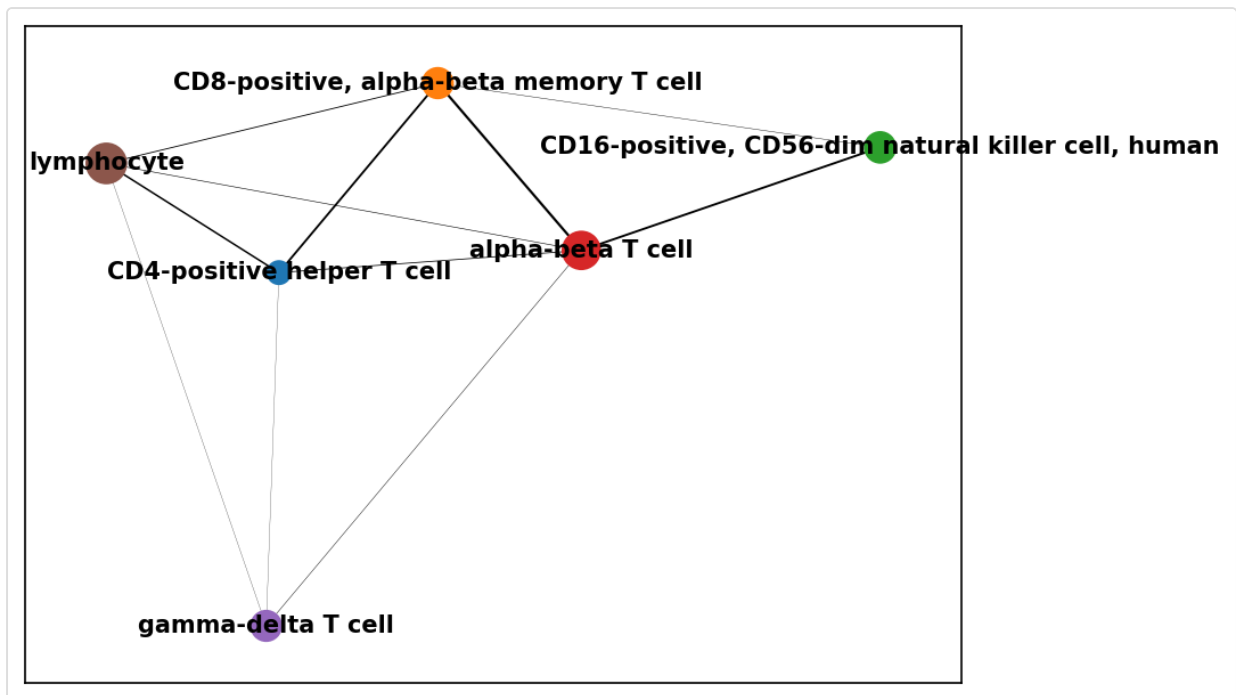 CD8-positive, alpha-beta memory T cell
CD16-positive, CD56-dim natural killer cell, human
lymphocyte
alpha-beta T cell
CD4-positive helper T cell
gamma-delta T cell